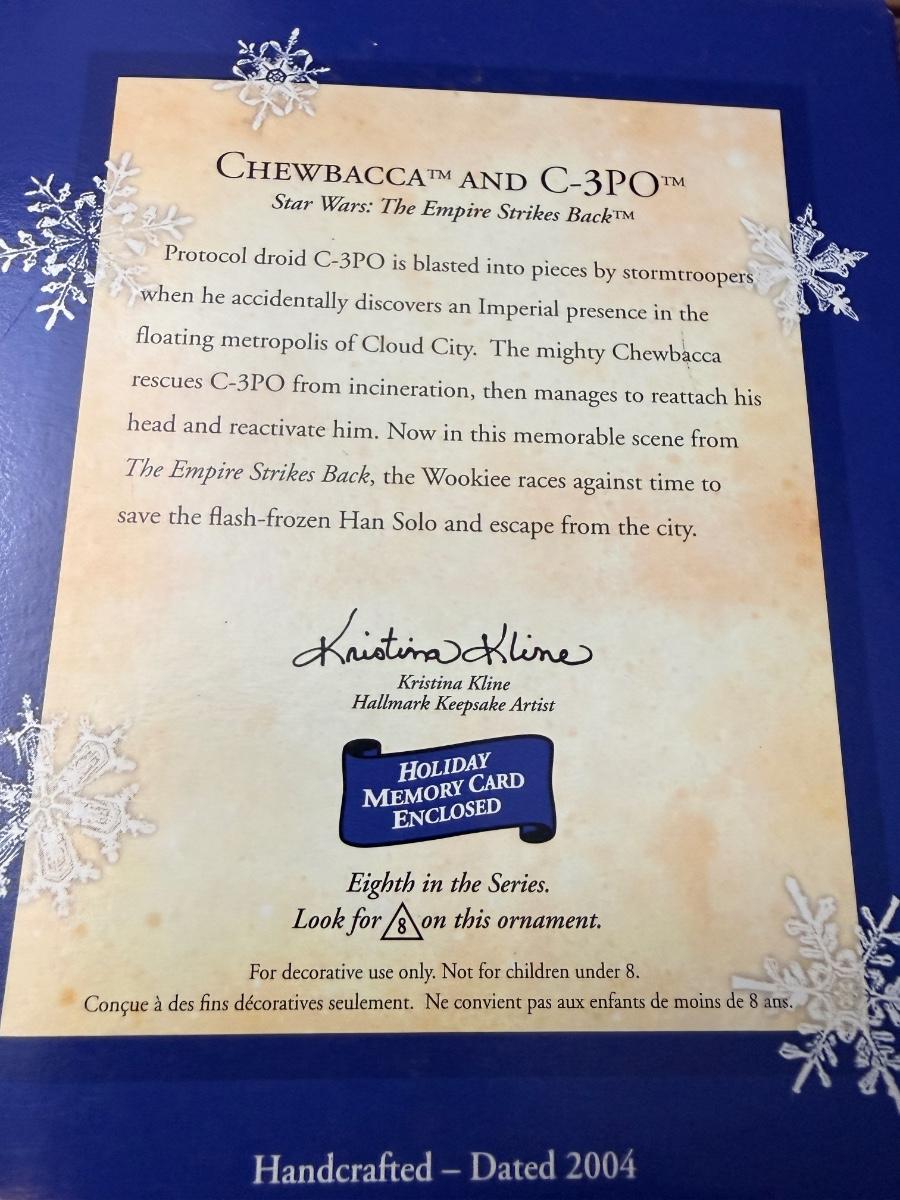 CHEWBACCA™ AND C-3PO™
Star Wars: The Empire Strikes Back™
Protocol droid C-3PO is blasted into pieces by stormtroopers
when he accidentally discovers an Imperial presence in the
floating metropolis of Cloud City. The mighty Chewbacca
rescues C-3PO from incineration, then manages to reattach his
head and reactivate him. Now in this memorable scene from
The Empire Strikes Back, the Wookiee races against time to
save the flash-frozen Han Solo and escape from the city.
Kristina Kline
Kristina Kline
Hallmark Keepsake Artist
HOLIDAY
MEMORY CARD
ENCLOSED
Eighth in the Series.
Look for 8 on this ornament.
For decorative use only. Not for children under 8.
Conçue à des fins décoratives seulement. Ne convient pas aux enfants de moins de 8 ans.
Handcrafted – Dated 2004